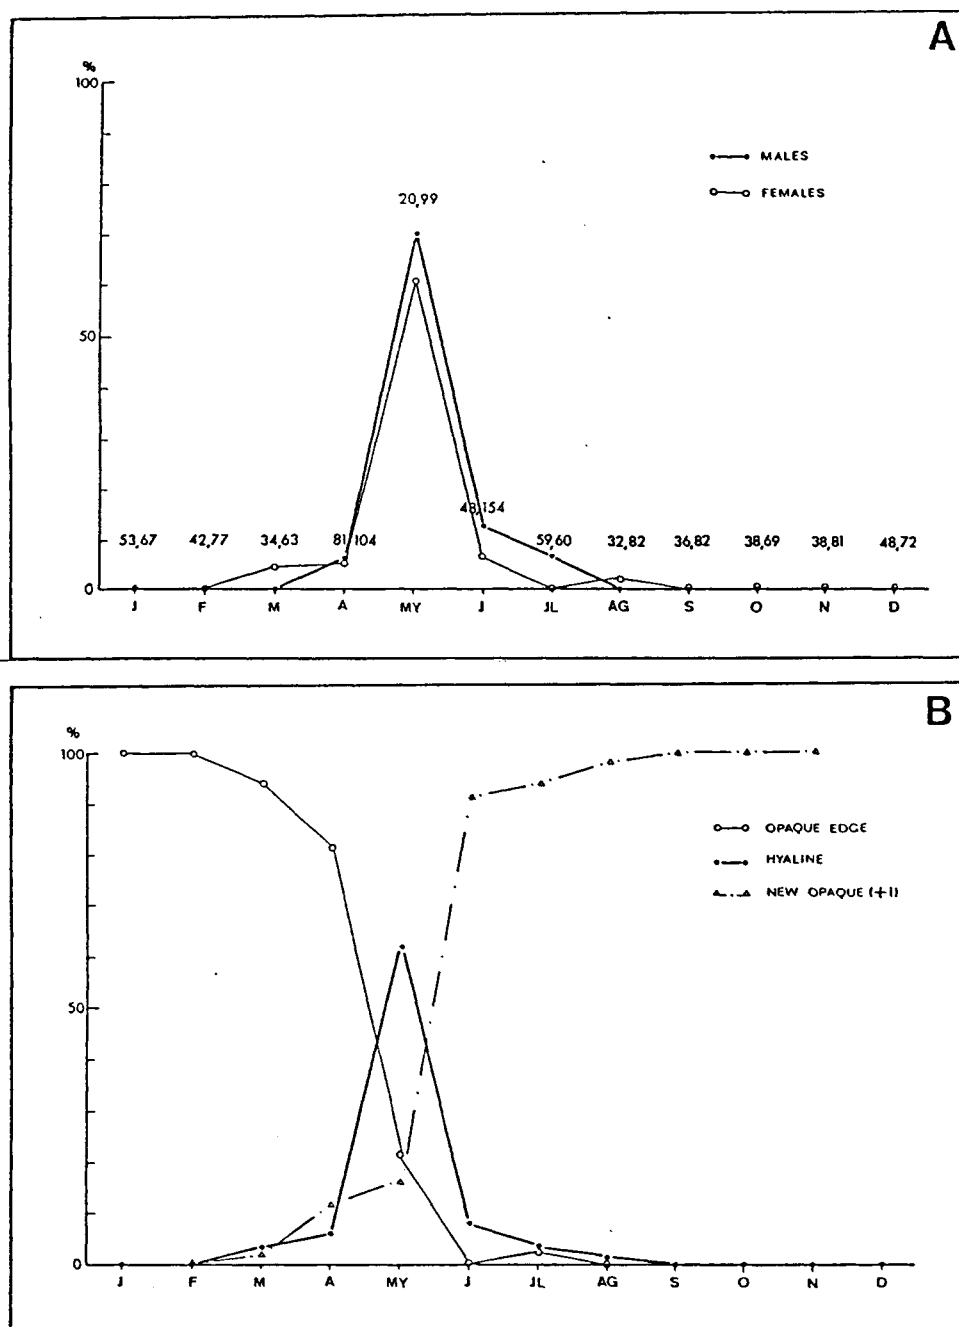 A
%
100
MALES
FEMALES
20,99
50
48,154
53,67 42,77 34,63 81,104 59,60 32,82 36,82 38,69 38,81 48,72
0
J F M A MY J JL AG S O N D
B
%
100
OPAQUE EDGE
HYALINE
NEW OPAQUE (+1)
50
0
J F M A MY J JL AG S O N D